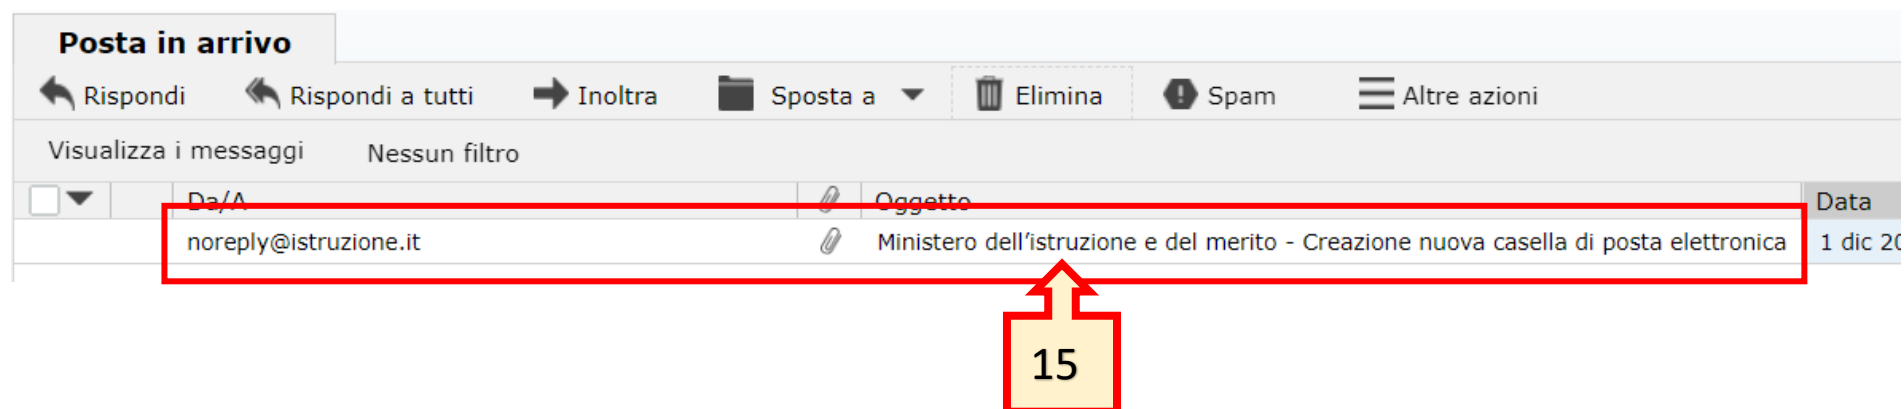 Posta in arrivo
Rispondi Rispondi a tutti Inoltra Sposta a Elimina Spam Altre azioni
Visualizza i messaggi Nessun filtro
Da/A Oggetto Data
noreply@istruzione.it Ministero dell'istruzione e del merito - Creazione nuova casella di posta elettronica 1 dic 20
15